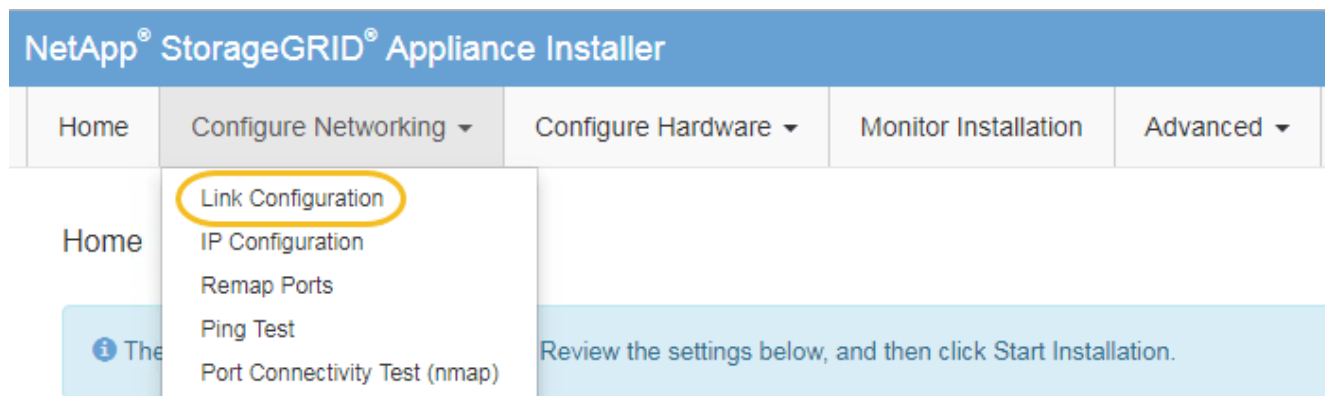 NetApp® StorageGRID® Appliance Installer
Home Configure Networking Configure Hardware Monitor Installation Advanced
Link Configuration
Home IP Configuration
Remap Ports
Ping Test
The Review the settings below, and then click Start Installation.
Port Connectivity Test (nmap)